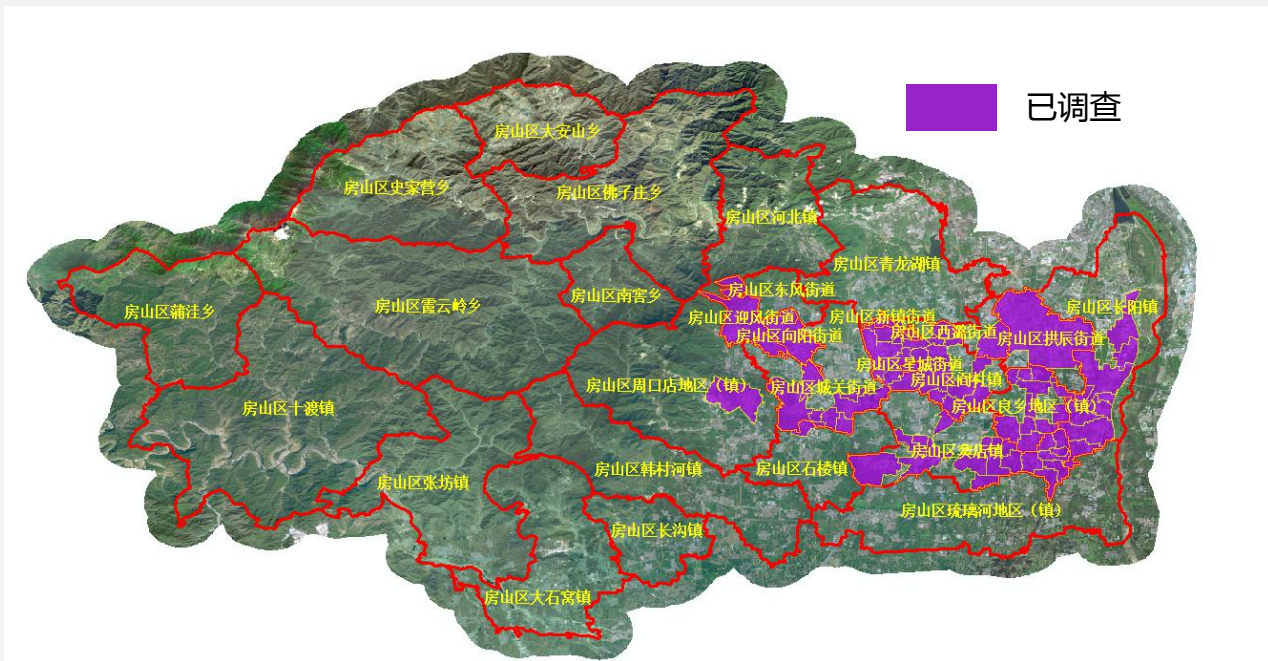 已调查
房山区大安山乡
房山区史家营乡
房山区佛子庄乡
房山区河北镇
房山区青龙湖镇
房山区南窖乡
房山区东风街道
房山区霞云岭乡
房山区蒲洼乡
房山区长阳镇
房山区迎风街道
房山区新镇街道
房山区向阳街道
房山区西潞街道
房山区拱辰街道
房山区星城街道
房山区周口店地区（镇）
房山区城关街道
房山区阎村镇
房山区十渡镇
房山区良乡地区（镇）
房山区窦店镇
房山区韩村河镇
房山区石楼镇
房山区张坊镇
房山区琉璃河地区（镇）
房山区长沟镇
房山区大石窝镇